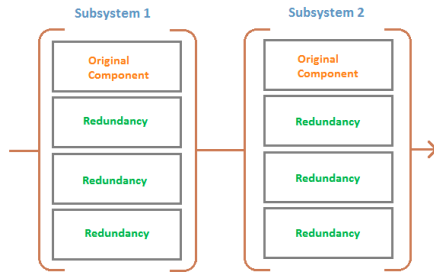 Subsystem 1
Original
Component
Redundancy
Redundancy
Redundancy
Subsystem 2
Original
Component
Redundancy
Redundancy
Redundancy